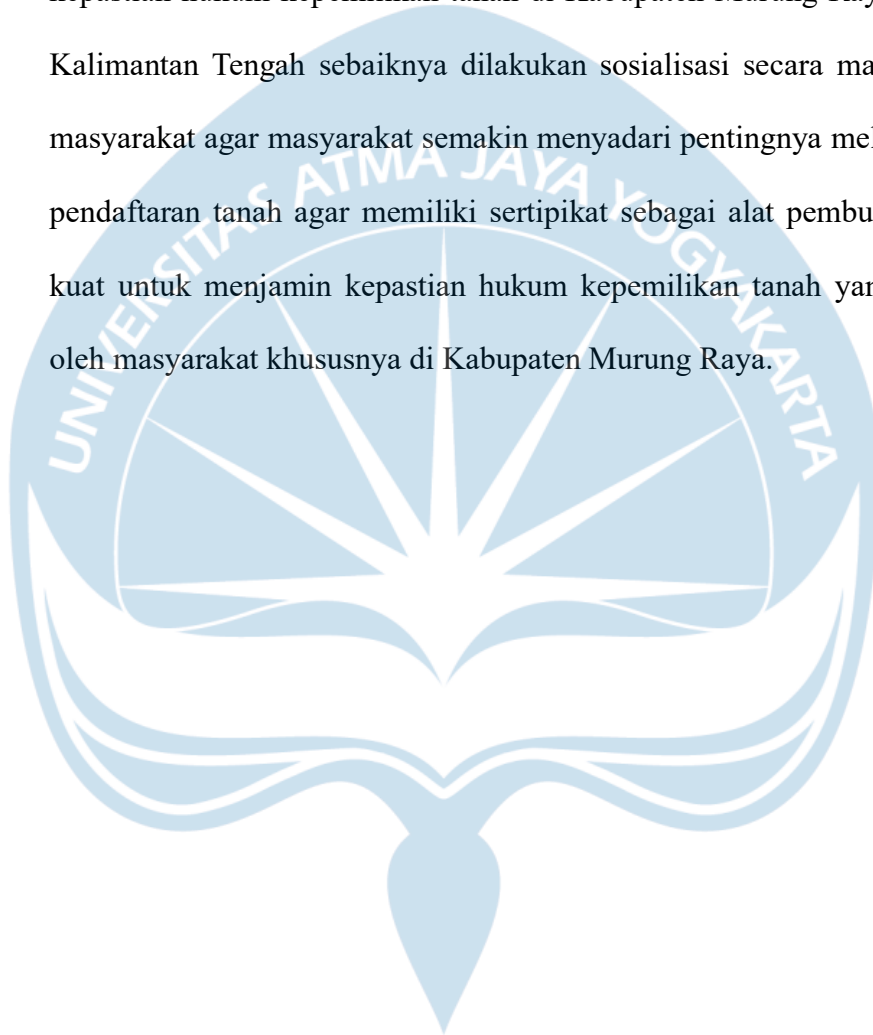 Kalimantan Tengah sebaiknya dilakukan sosialisasi secara
masyarakat agar masyarakat semakin menyadari pentingnya
pendaftaran tanah agar memiliki sertipikat sebagai alat
kuat untuk menjamin kepastian hukum kepemilikan tanah
oleh masyarakat khususnya di Kabupaten Murung Raya.
UNIVERSITAS ATMA JAYA YOGYAKARTA